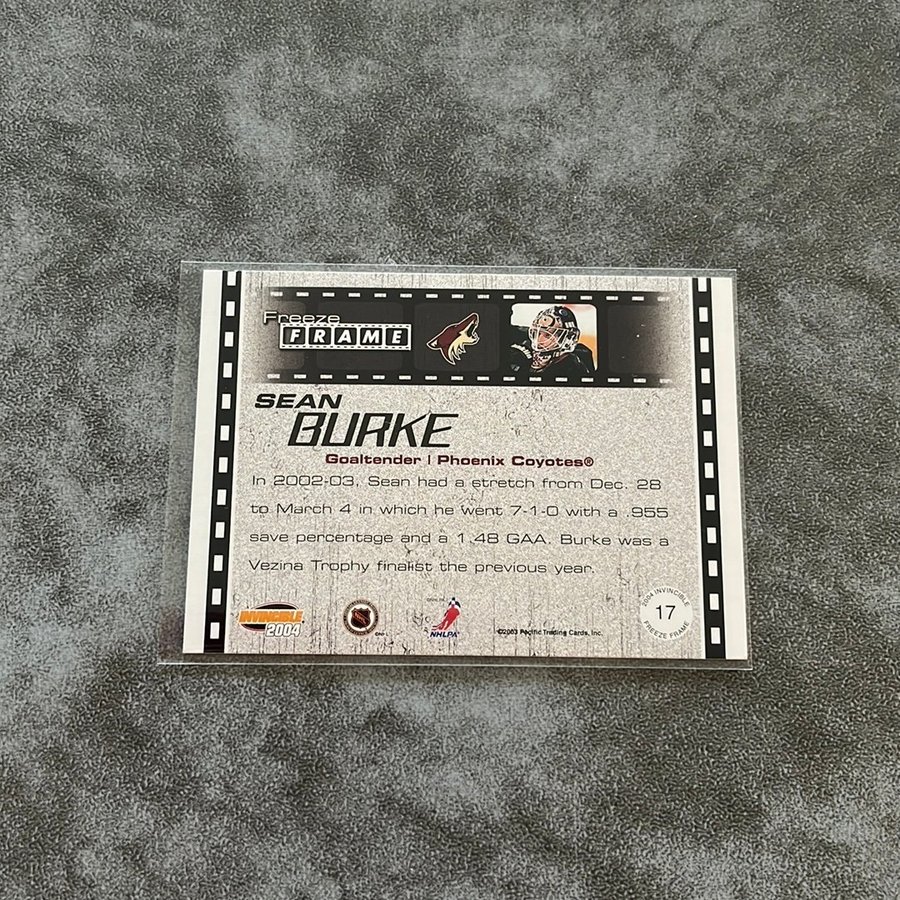 Freeze
FRAME
SEAN
BURKE
Goaltender | Phoenix Coyotes®
In 2002-03, Sean had a stretch from Dec. 28
to March 4 in which he went 7-1-0 with a .955
save percentage and a 1.48 GAA. Burke was a
Vezina Trophy finalist the previous year.
INVINCIBLE
2004
NHLPA
©2003 Pacific Trading Cards, Inc.
2004 INVINCIBLE
17
FREEZE FRAME